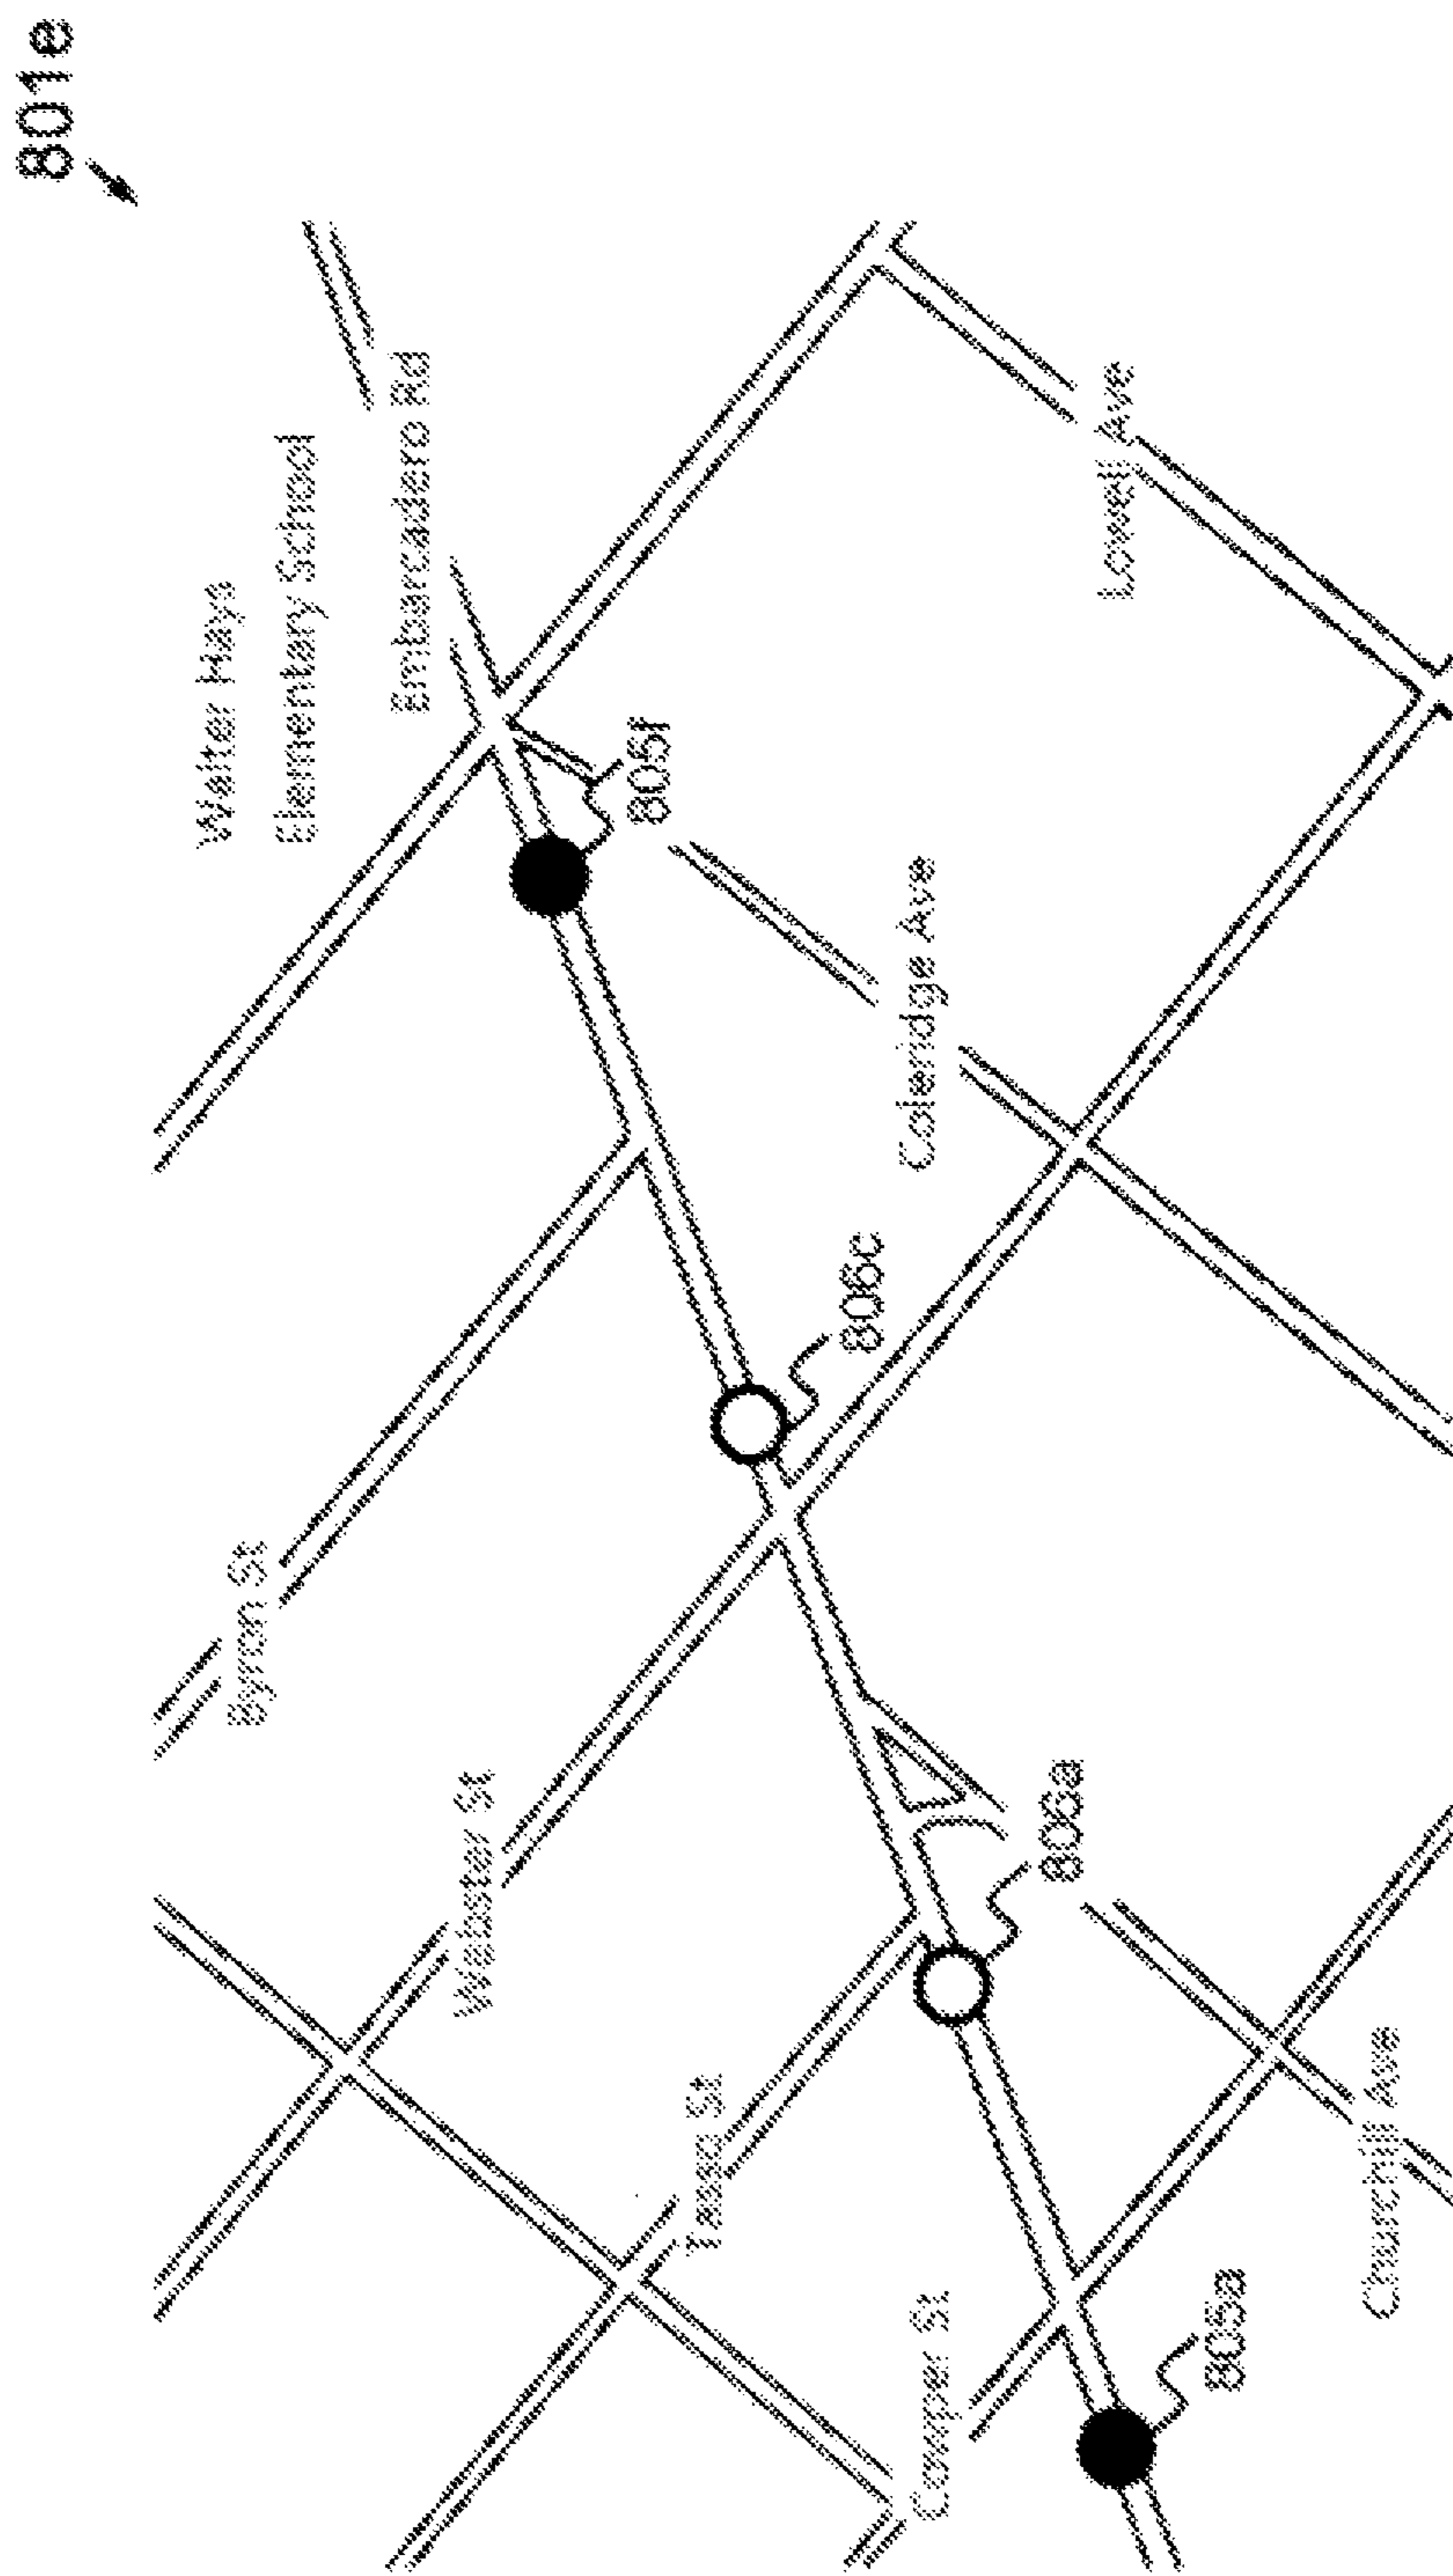 801e
Walter Hays
Elementary School
Embarcadero Rd
805f
Lowell Ave
Byron St
Coleridge Ave
806c
Webster St
806a
Tasso St
Cowper St
805a
Churchill Ave